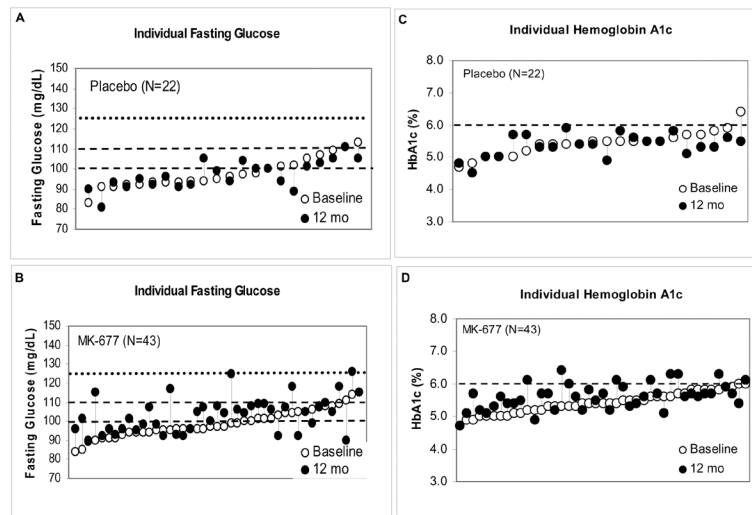 A
Individual Fasting Glucose
Fasting Glucose (mg/dL)
150
140
130
120
110
100
90
80
70
Placebo (N=22)
Baseline
12 mo
C
Individual Hemoglobin A1c
HbA1c (%)
8.0
7.0
6.0
5.0
4.0
3.0
Placebo (N=22)
Baseline
12 mo
B
Individual Fasting Glucose
Fasting Glucose (mg/dL)
150
140
130
120
110
100
90
80
70
MK-677 (N=43)
Baseline
12 mo
D
Individual Hemoglobin A1c
HbA1c (%)
8.0
7.0
6.0
5.0
4.0
3.0
MK-677 (N=43)
Baseline
12 mo